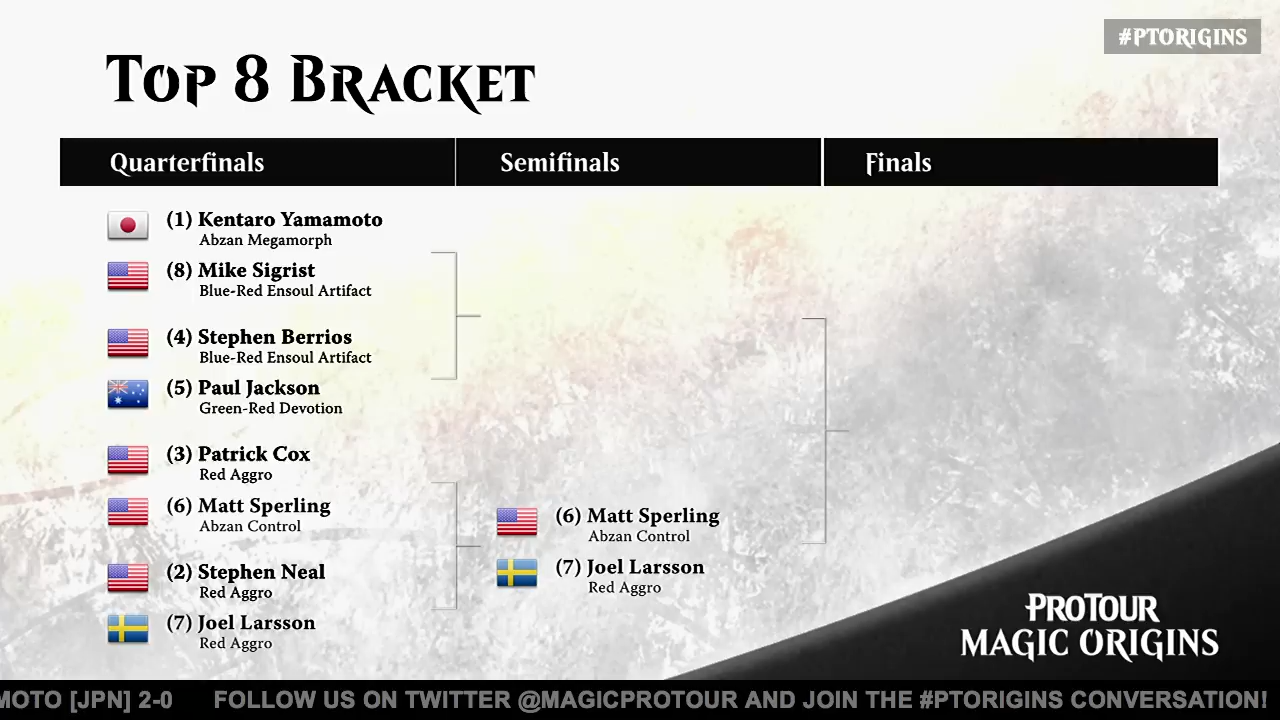 #PTORIGINS
Top 8 Bracket
Quarterfinals
Semifinals
Finals
(1) Kentaro Yamamoto
Abzan Megamorph
(8) Mike Sigrist
Blue-Red Ensoul Artifact
(4) Stephen Berrios
Blue-Red Ensoul Artifact
(5) Paul Jackson
Green-Red Devotion
(3) Patrick Cox
Red Aggro
(6) Matt Sperling
Abzan Control
(2) Stephen Neal
Red Aggro
(7) Joel Larsson
Red Aggro
(6) Matt Sperling
Abzan Control
(7) Joel Larsson
Red Aggro
PROTOUR
MAGIC ORIGINS
MOTO [JPN] 2-0 FOLLOW US ON TWITTER @MAGICPROTOUR AND JOIN THE #PTORIGINS CONVERSATION!